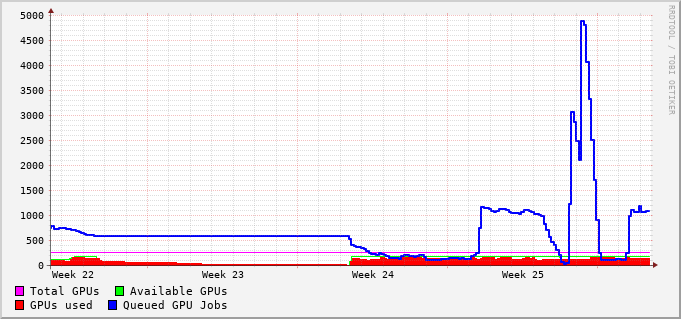 5000
4500
4000
3500
3000
2500
2000
1500
1000
500
0
Week 22 Week 23 Week 24 Week 25
Total GPUs Available GPUs
GPUs used Queued GPU Jobs
RRDTOOL / TOBI OETIKER